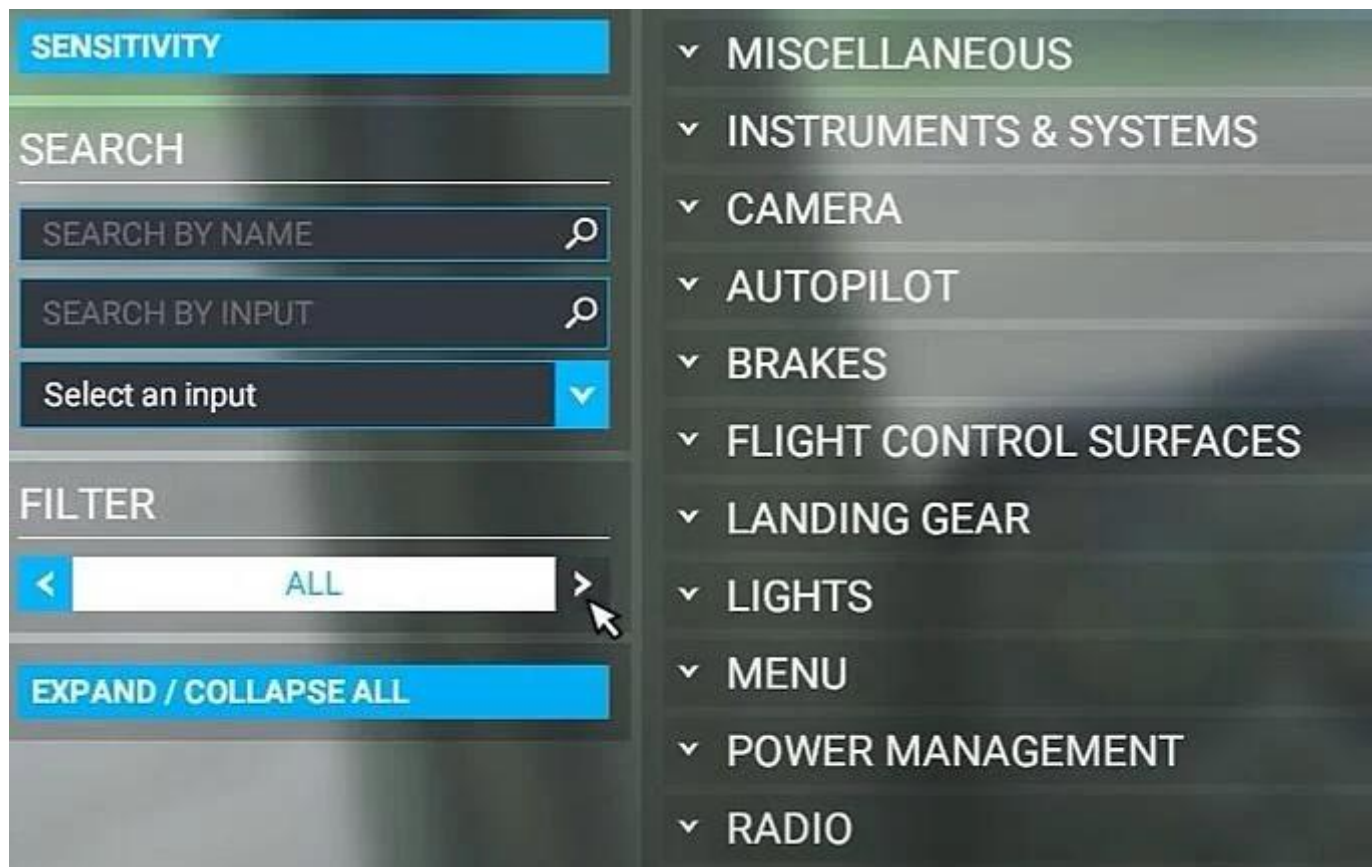 SENSITIVITY
SEARCH
SEARCH BY NAME
SEARCH BY INPUT
Select an input
FILTER
ALL
EXPAND / COLLAPSE ALL
MISCELLANEOUS
INSTRUMENTS & SYSTEMS
CAMERA
AUTOPILOT
BRAKES
FLIGHT CONTROL SURFACES
LANDING GEAR
LIGHTS
MENU
POWER MANAGEMENT
RADIO